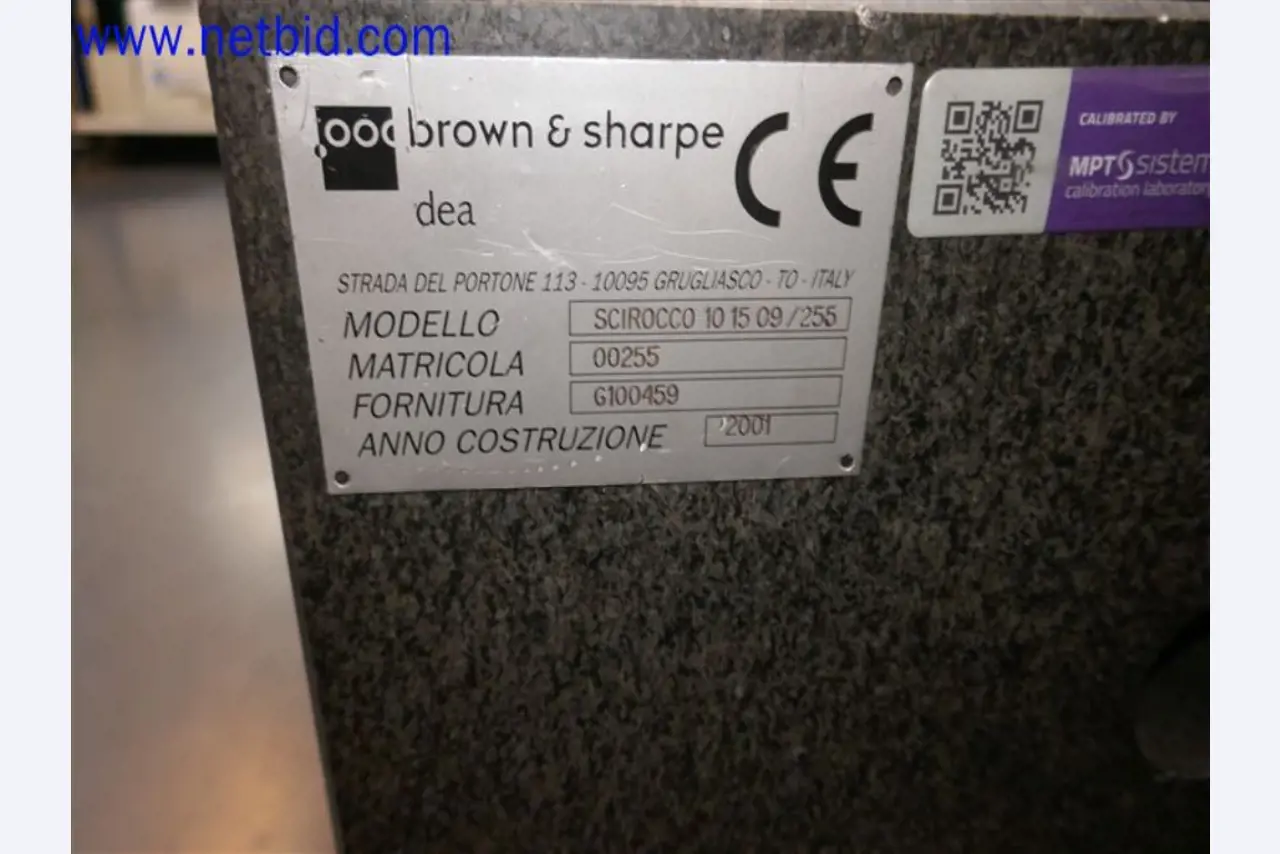 www.netbid.com
brown & sharpe
CE
dea
STRADA DEL PORTONE 113 - 10095 GRUGLIASCO - TO - ITALY
MODELLO SCIROCCO 10 15 09 / 255
MATRICOLA 00255
FORNITURA G100459
ANNO COSTRUZIONE 2001
CALIBRATED BY
MPT sistem
calibration laborator